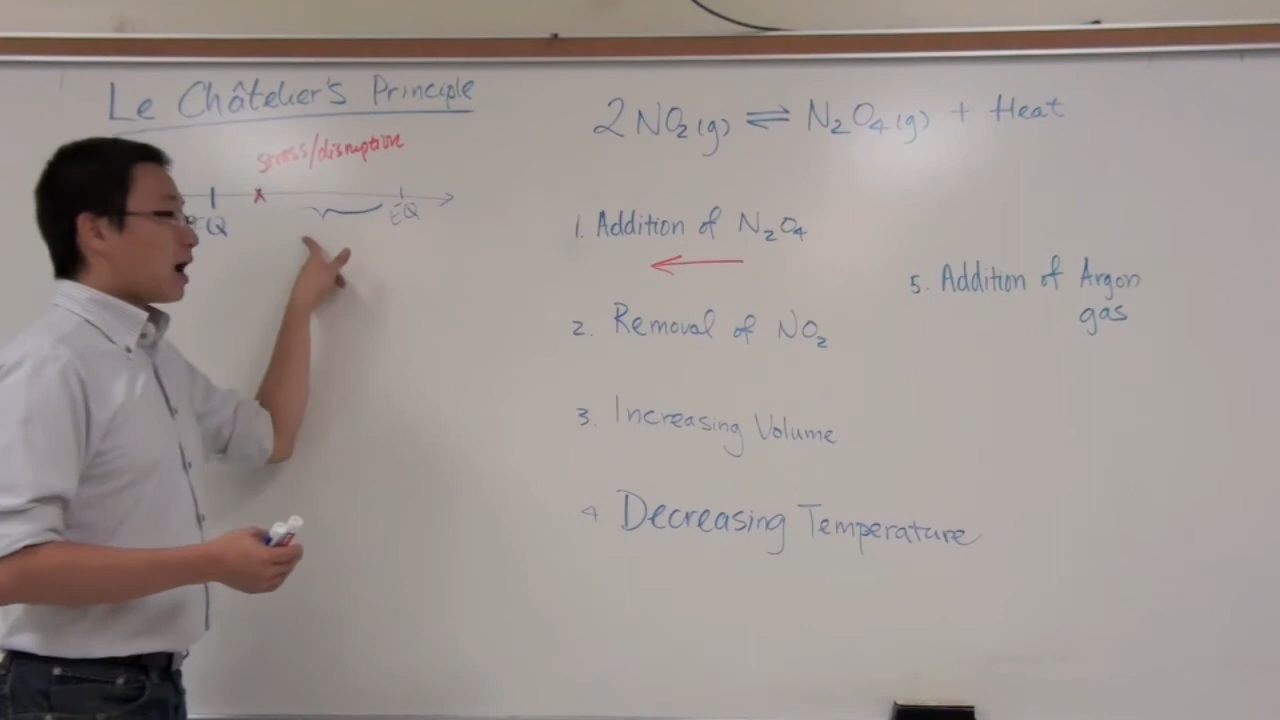 Le Châtelier's Principle
stress/disruption
x
EQ
EQ
2NO₂(g) ⇌ N₂O₄(g) + Heat
1. Addition of N₂O₄
2. Removal of NO₂
3. Increasing Volume
4 Decreasing Temperature
5. Addition of Argon
gas